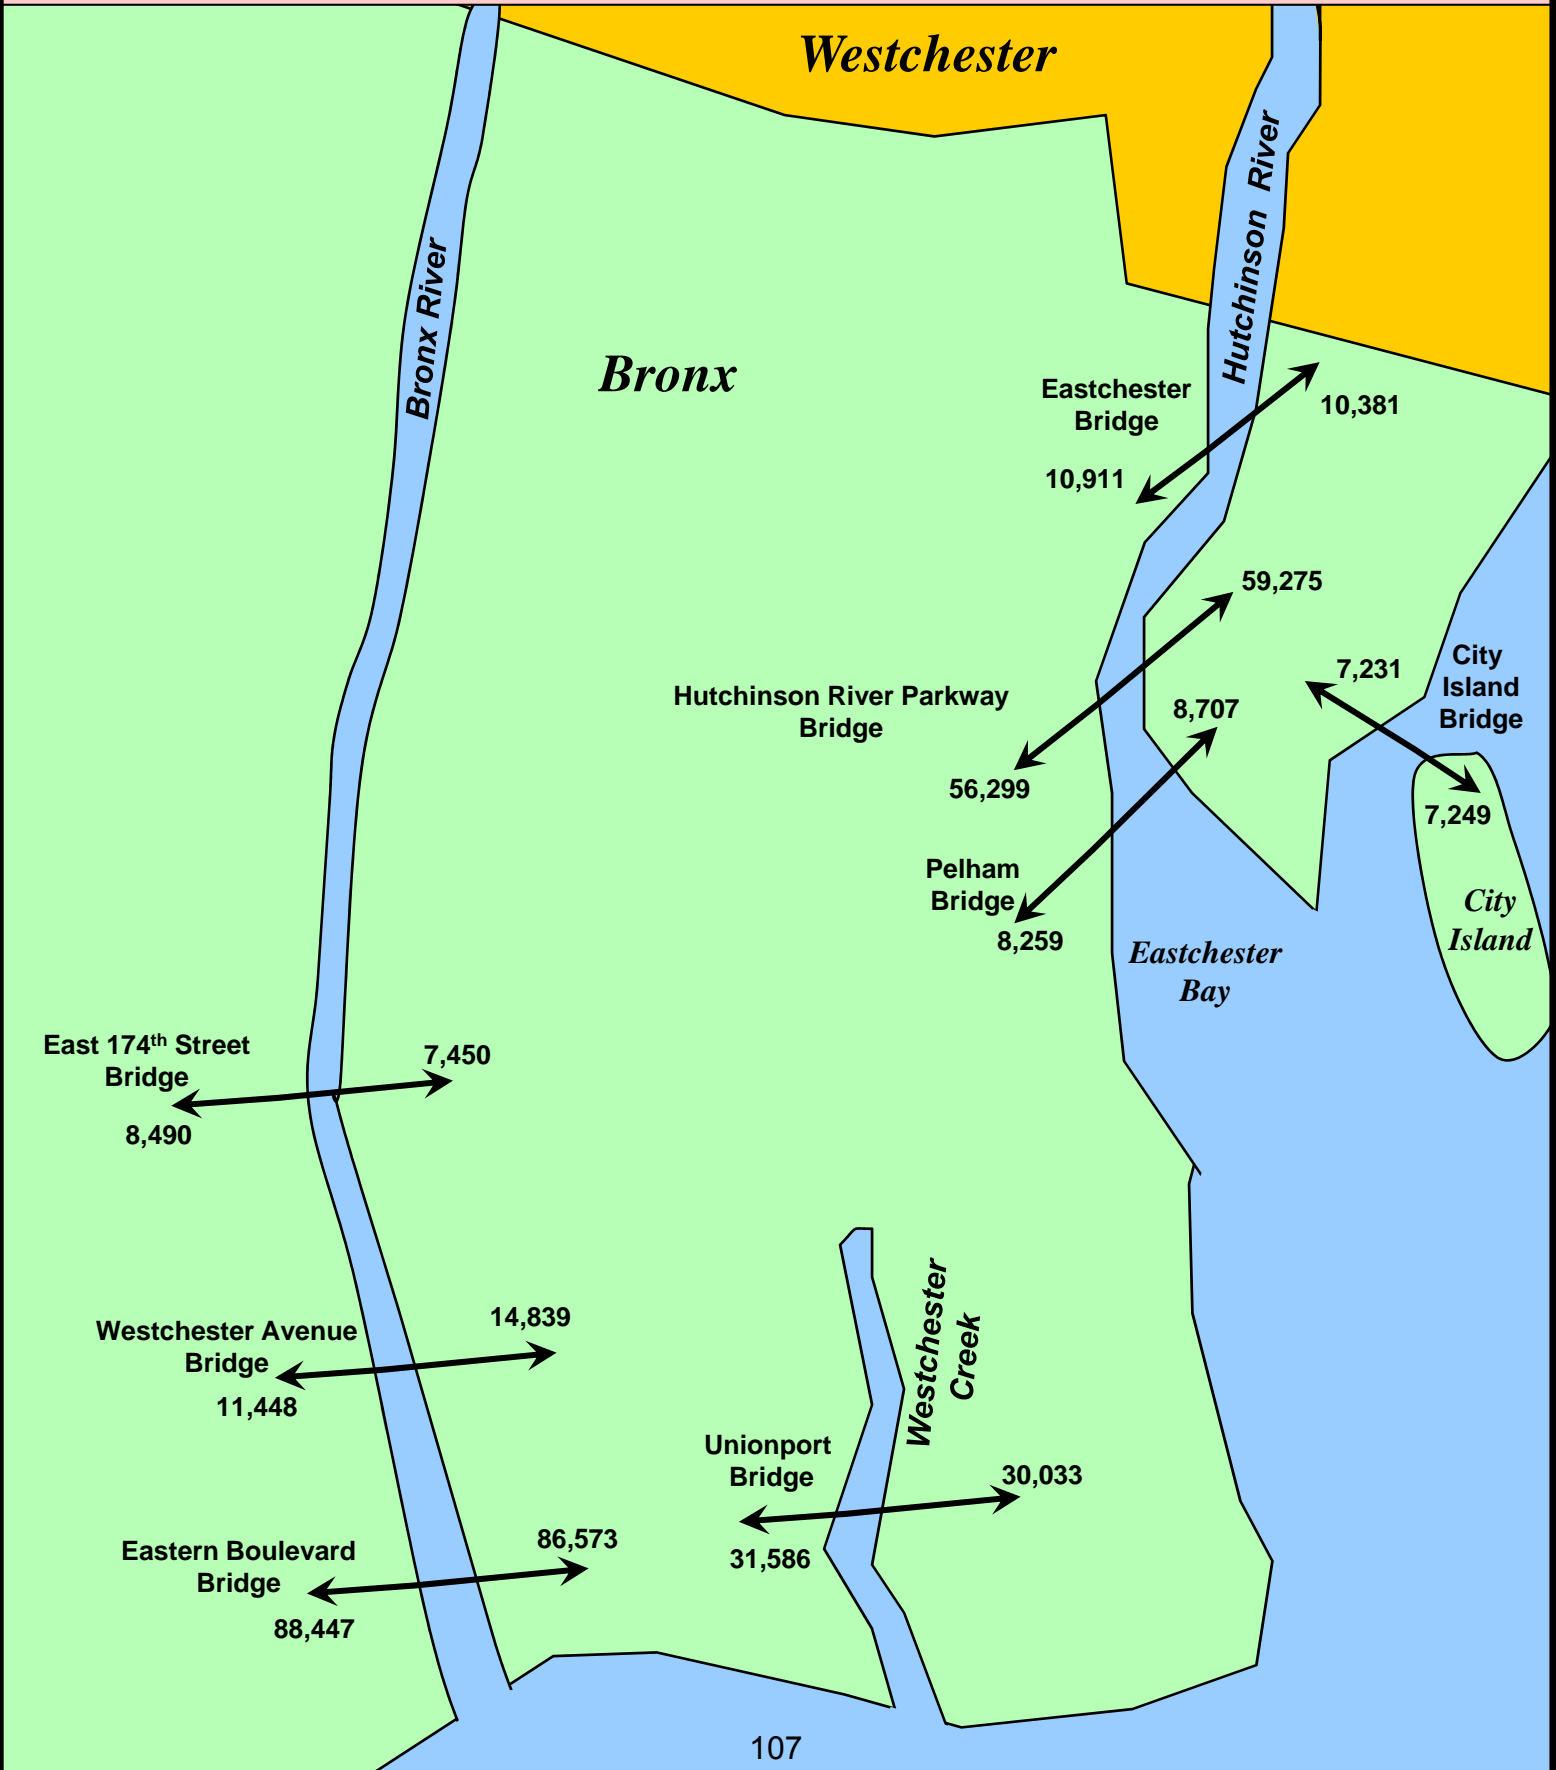 Westchester
Hutchinson River
Bronx River
Bronx
Eastchester
Bridge
10,381
10,911
59,275
City
Island
Bridge
7,231
Hutchinson River Parkway
Bridge
8,707
56,299
7,249
Pelham
Bridge
8,259
City
Island
Eastchester
Bay
East 174th Street
Bridge
7,450
8,490
Westchester
Creek
14,839
Westchester Avenue
Bridge
11,448
Unionport
Bridge
30,033
31,586
86,573
Eastern Boulevard
Bridge
88,447
107